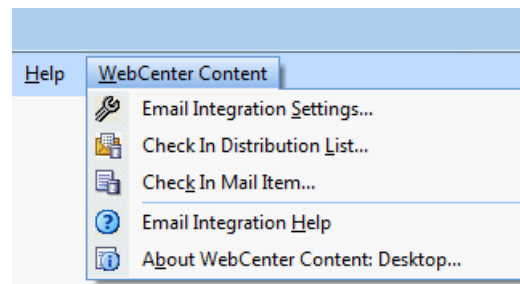 Help WebCenter Content
Email Integration Settings...
Check In Distribution List...
Check In Mail Item...
Email Integration Help
About WebCenter Content: Desktop...